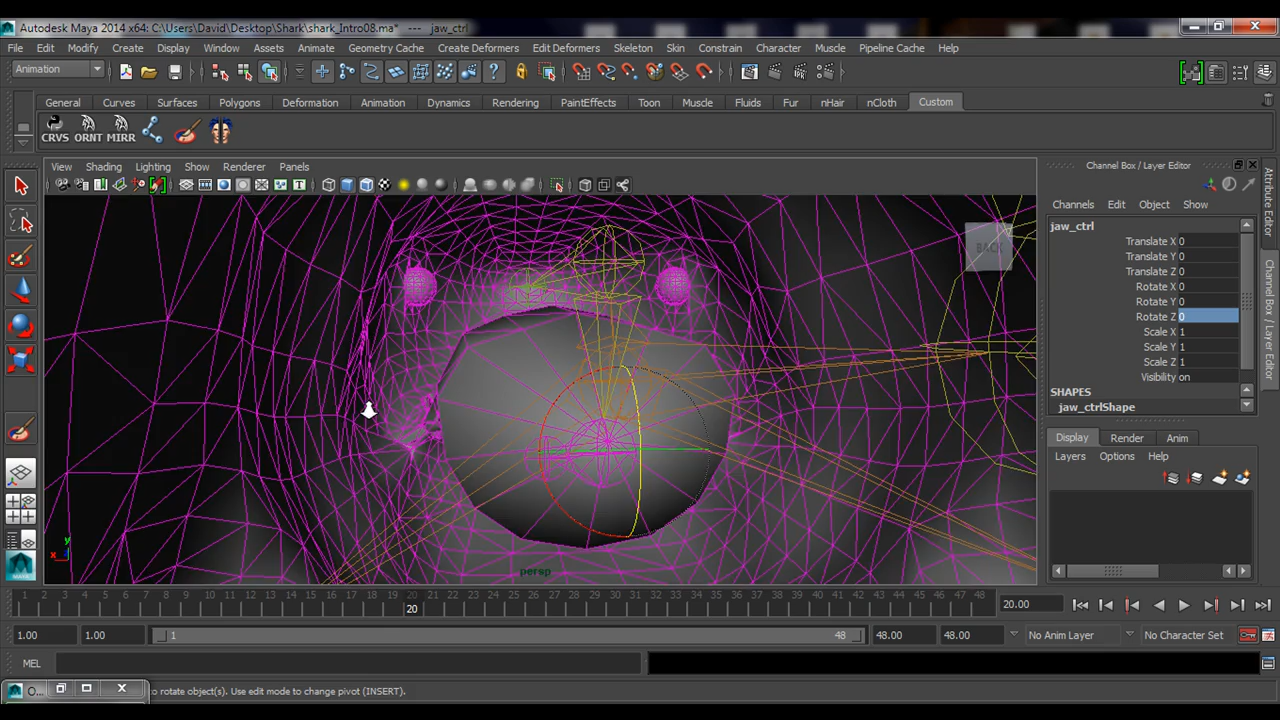 Autodesk Maya 2014 x64: C:\Users\David\Desktop\Shark\shark_Intro08.ma* --- jaw_ctrl
File Edit Modify Create Display Window Assets Animate Geometry Cache Create Deformers Edit Deformers Skeleton Skin Constrain Character Muscle Pipeline Cache Help
Animation
General Curves Surfaces Polygons Deformation Animation Dynamics Rendering PaintEffects Toon Muscle Fluids Fur nHair nCloth Custom
CRVS ORNT MIRR
View Shading Lighting Show Renderer Panels
BACK
y
x
persp
Channel Box / Layer Editor
Channels Edit Object Show
jaw_ctrl
Translate X 0
Translate Y 0
Translate Z 0
Rotate X 0
Rotate Y 0
Rotate Z 0
Scale X 1
Scale Y 1
Scale Z 1
Visibility on
SHAPES
jaw_ctrlShape
Display Render Anim
Layers Options Help
Attribute Editor
Channel Box / Layer Editor
1 2 3 4 5 6 7 8 9 10 11 12 13 14 15 16 17 18 19 20 21 22 23 24 25 26 27 28 29 30 31 32 33 34 35 36 37 38 39 40 41 42 43 44 45 46 47 48
20
20.00
1.00 1.00 1 48 48.00 48.00 No Anim Layer No Character Set
MEL
O... o rotate object(s). Use edit mode to change pivot (INSERT).